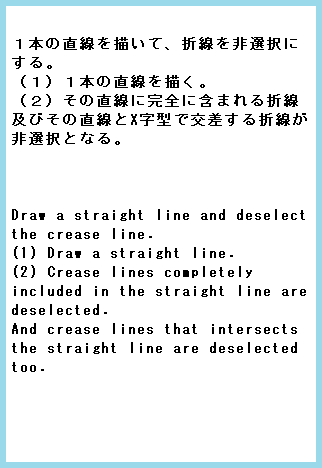 １本の直線を描いて、折線を非選択に
する。
（１）１本の直線を描く。
（２）その直線に完全に含まれる折線
及びその直線とX字型で交差する折線が
非選択となる。
Draw a straight line and deselect
the crease line.
(1) Draw a straight line.
(2) Crease lines completely
included in the straight line are
deselected.
And crease lines that intersects
the straight line are deselected
too.